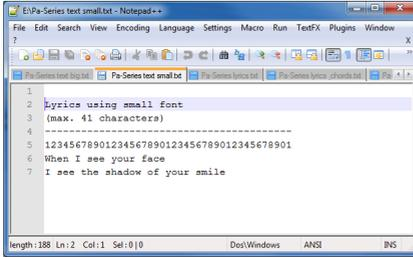 E:\Pa-Series text small.txt - Notepad++
File Edit Search View Encoding Language Settings Macro Run TextFX Plugins Window
? X
Pa-Series text big.txt Pa-Series text small.txt Pa-Series lyrics.txt Pa-Series lyrics ,chords.txt Pa
1
2 Lyrics using small font
3 (max. 41 characters)
4 -----------------------------------------
5 12345678901234567890123456789012345678901
6 When I see your face
7 I see the shadow of your smile
length:188 Ln:2 Col:1 Sel:0|0 Dos\Windows ANSI INS